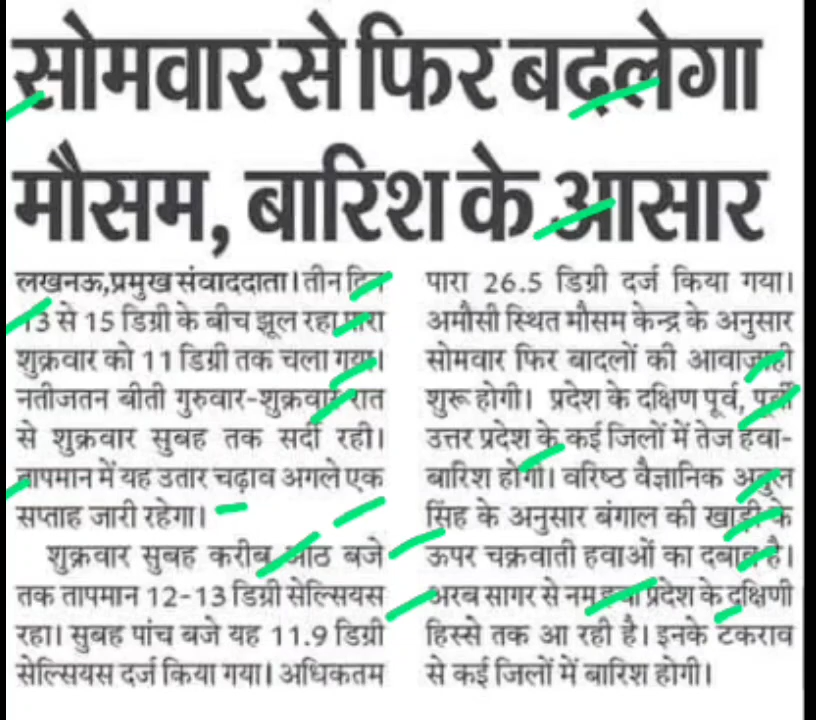 सोमवार से फिर बदलेगा
मौसम, बारिश के आसार
लखनऊ,प्रमुख संवाददाता। तीन दिन
13 से 15 डिग्री के बीच झूल रहा पारा
शुक्रवार को 11 डिग्री तक चला गया।
नतीजतन बीती गुरुवार-शुक्रवार रात
से शुक्रवार सुबह तक सर्दी रही।
तापमान में यह उतार चढ़ाव अगले एक
सप्ताह जारी रहेगा।
शुक्रवार सुबह करीब आठ बजे
तक तापमान 12-13 डिग्री सेल्सियस
रहा। सुबह पांच बजे यह 11.9 डिग्री
सेल्सियस दर्ज किया गया। अधिकतम
पारा 26.5 डिग्री दर्ज किया गया।
अमौसी स्थित मौसम केन्द्र के अनुसार
सोमवार फिर बादलों की आवाजाही
शुरू होगी। प्रदेश के दक्षिण पूर्व, पूर्वी
उत्तर प्रदेश के कई जिलों में तेज हवा-
बारिश होगी। वरिष्ठ वैज्ञानिक अतुल
सिंह के अनुसार बंगाल की खाड़ी के
ऊपर चक्रवाती हवाओं का दबाव है।
अरब सागर से नम हवा प्रदेश के दक्षिणी
हिस्से तक आ रही है। इनके टकराव
से कई जिलों में बारिश होगी।